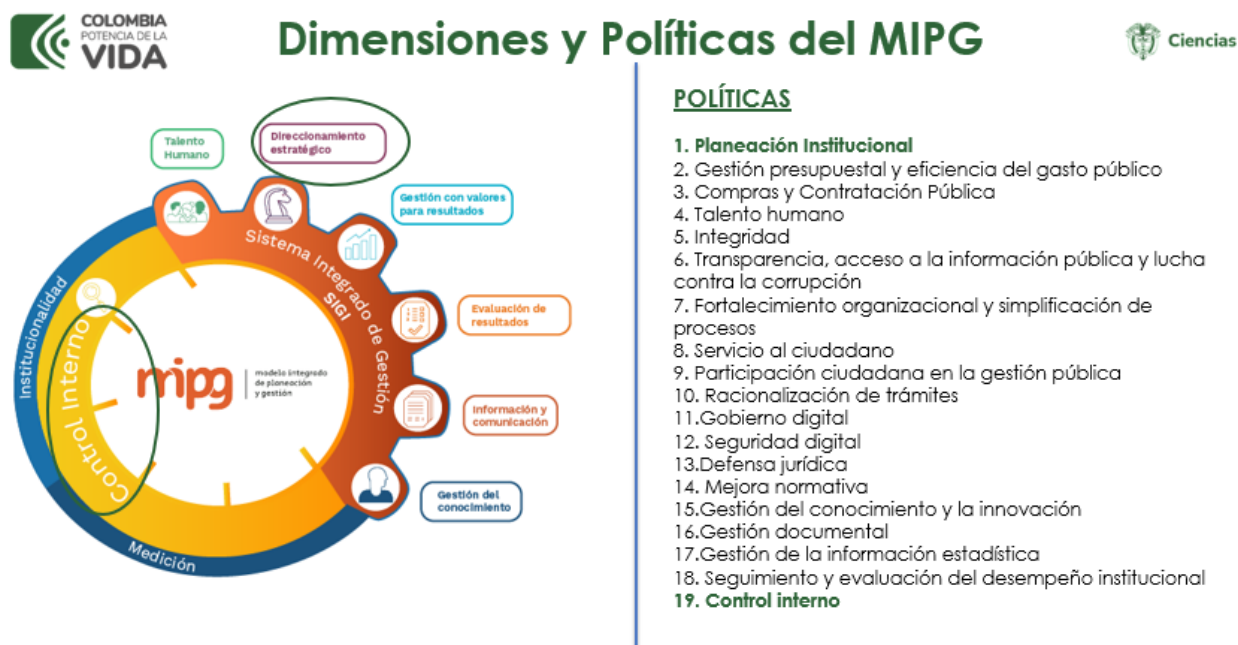 COLOMBIA
POTENCIA DE LA
VIDA
Dimensiones y Políticas del MIPG
Ciencias
Talento
Humano
Direccionamiento
estratégico
Gestión con valores
para resultados
Evaluación de
resultados
Información y
comunicación
Gestión del
conocimiento
Sistema Integrado de Gestión
SIGI
Institucionalidad
Control Interno
Medición
mipg
modelo integrado
de planeación
y gestión
POLÍTICAS
1. Planeación Institucional
2. Gestión presupuestal y eficiencia del gasto público
3. Compras y Contratación Pública
4. Talento humano
5. Integridad
6. Transparencia, acceso a la información pública y lucha
contra la corrupción
7. Fortalecimiento organizacional y simplificación de
procesos
8. Servicio al ciudadano
9. Participación ciudadana en la gestión pública
10. Racionalización de trámites
11.Gobierno digital
12. Seguridad digital
13.Defensa jurídica
14. Mejora normativa
15.Gestión del conocimiento y la innovación
16.Gestión documental
17.Gestión de la información estadística
18. Seguimiento y evaluación del desempeño institucional
19. Control interno